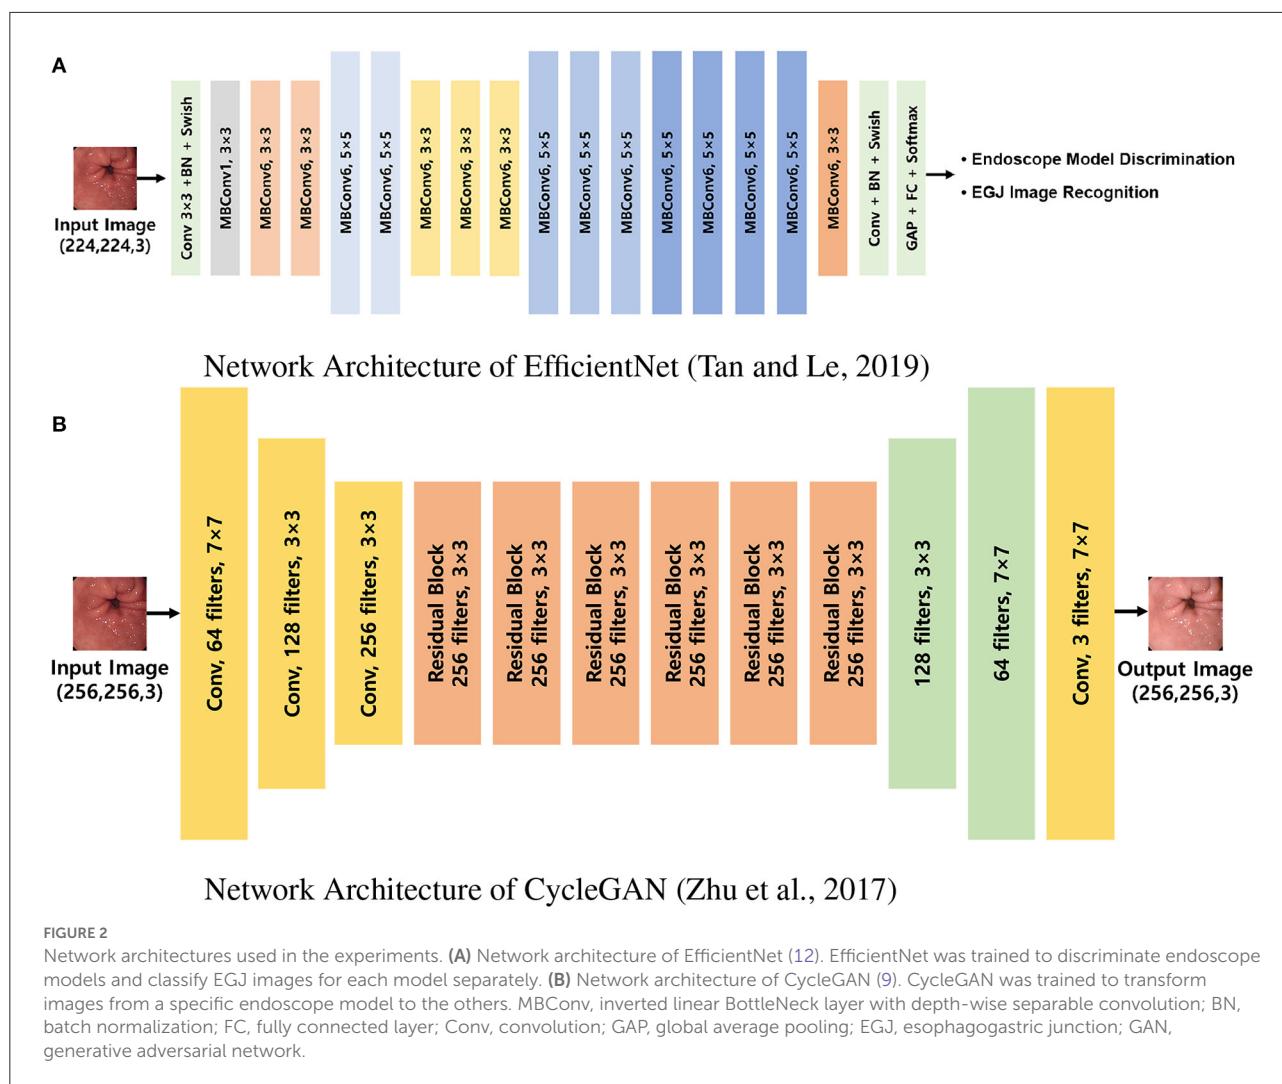 A
Input Image
(224,224,3)
Conv 3×3 +BN + Swish
MBConv1, 3×3
MBConv6, 3×3
MBConv6, 3×3
MBConv6, 5×5
MBConv6, 5×5
MBConv6, 3×3
MBConv6, 3×3
MBConv6, 3×3
MBConv6, 5×5
MBConv6, 5×5
MBConv6, 5×5
MBConv6, 5×5
MBConv6, 5×5
MBConv6, 5×5
MBConv6, 5×5
MBConv6, 3×3
Conv + BN + Swish
GAP + FC + Softmax
• Endoscope Model Discrimination
• EGJ Image Recognition
Network Architecture of EfficientNet (Tan and Le, 2019)
B
Input Image
(256,256,3)
Conv, 64 filters, 7×7
Conv, 128 filters, 3×3
Conv, 256 filters, 3×3
Residual Block
256 filters, 3×3
Residual Block
256 filters, 3×3
Residual Block
256 filters, 3×3
Residual Block
256 filters, 3×3
Residual Block
256 filters, 3×3
Residual Block
256 filters, 3×3
128 filters, 3×3
64 filters, 7×7
Conv, 3 filters, 7×7
Output Image
(256,256,3)
Network Architecture of CycleGAN (Zhu et al., 2017)
FIGURE 2
Network architectures used in the experiments. (A) Network architecture of EfficientNet (12). EfficientNet was trained to discriminate endoscope
models and classify EGJ images for each model separately. (B) Network architecture of CycleGAN (9). CycleGAN was trained to transform
images from a specific endoscope model to the others. MBConv, inverted linear BottleNeck layer with depth-wise separable convolution; BN,
batch normalization; FC, fully connected layer; Conv, convolution; GAP, global average pooling; EGJ, esophagogastric junction; GAN,
generative adversarial network.